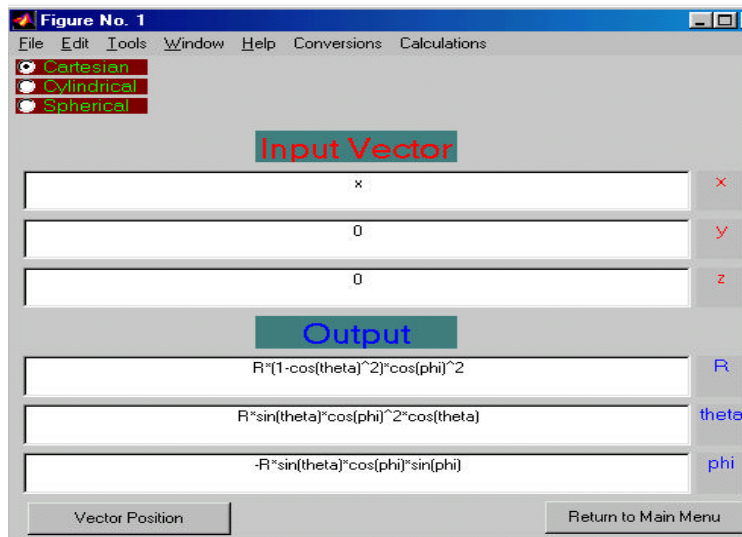 Figure No. 1
File Edit Tools Window Help Conversions Calculations
Cartesian
Cylindrical
Spherical
Input Vector
x x
0 y
0 z
Output
R*(1-cos(theta)^2)*cos(phi)^2 R
R*sin(theta)*cos(phi)^2*cos(theta) theta
-R*sin(theta)*cos(phi)*sin(phi) phi
Vector Position Return to Main Menu